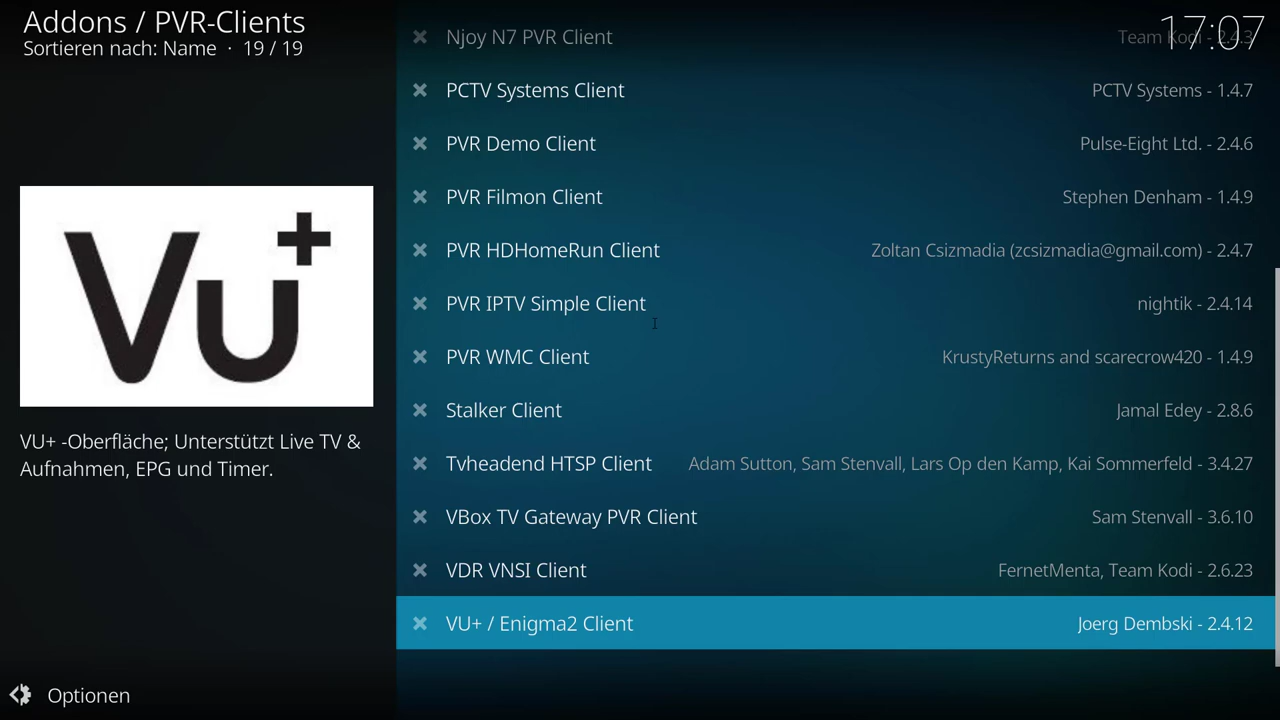 Addons / PVR-Clients
Sortieren nach: Name · 19 / 19
17:07
Njoy N7 PVR Client Team Kodi - 2.4.3
PCTV Systems Client PCTV Systems - 1.4.7
PVR Demo Client Pulse-Eight Ltd. - 2.4.6
PVR Filmon Client Stephen Denham - 1.4.9
PVR HDHomeRun Client Zoltan Csizmadia (zcsizmadia@gmail.com) - 2.4.7
PVR IPTV Simple Client nightik - 2.4.14
PVR WMC Client KrustyReturns and scarecrow420 - 1.4.9
Stalker Client Jamal Edey - 2.8.6
Tvheadend HTSP Client Adam Sutton, Sam Stenvall, Lars Op den Kamp, Kai Sommerfeld - 3.4.27
VBox TV Gateway PVR Client Sam Stenvall - 3.6.10
VDR VNSI Client FernetMenta, Team Kodi - 2.6.23
VU+ / Enigma2 Client Joerg Dembski - 2.4.12
Vu+
VU+ -Oberfläche; Unterstützt Live TV &
Aufnahmen, EPG und Timer.
Optionen